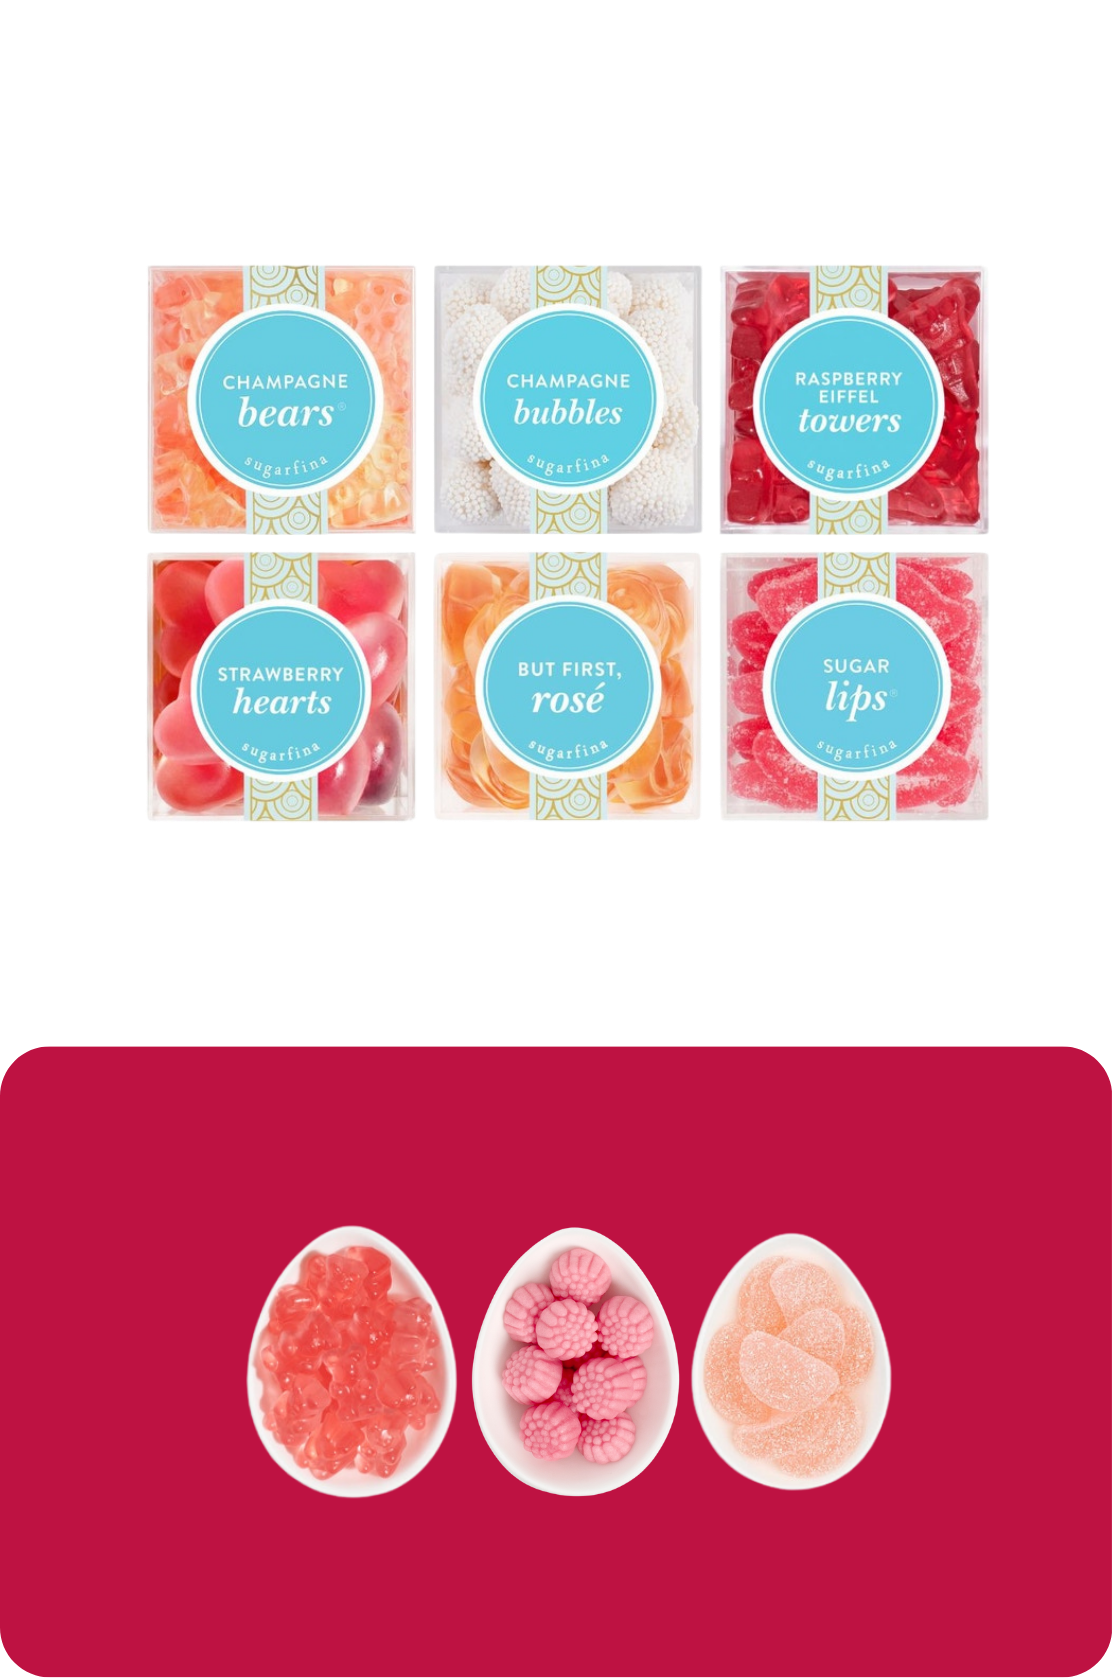 CHAMPAGNE
bears®
sugarfina
CHAMPAGNE
bubbles
sugarfina
RASPBERRY
EIFFEL
towers
sugarfina
STRAWBERRY
hearts
sugarfina
BUT FIRST,
rosé
sugarfina
SUGAR
lips®
sugarfina